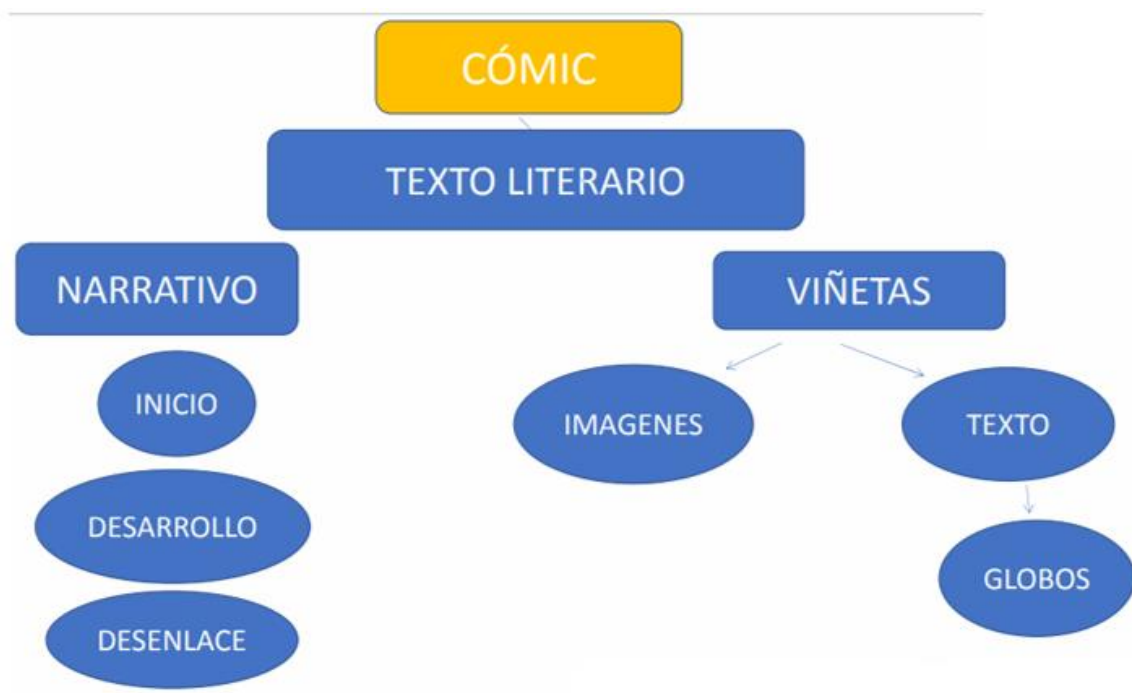 CÓMIC
TEXTO LITERARIO
NARRATIVO
VIÑETAS
INICIO
IMAGENES
TEXTO
DESARROLLO
GLOBOS
DESENLACE